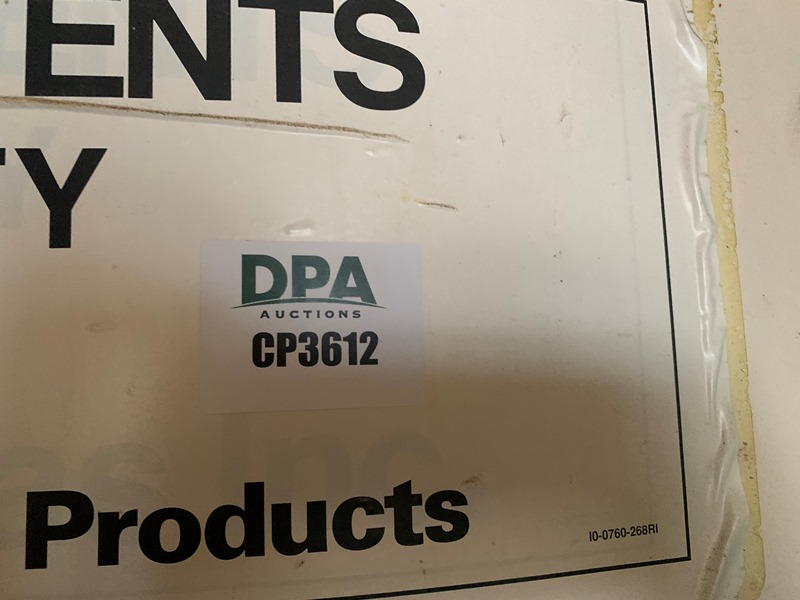 ENTS
TY
DPA
AUCTIONS
CP3612
Products
I0-0760-268RI